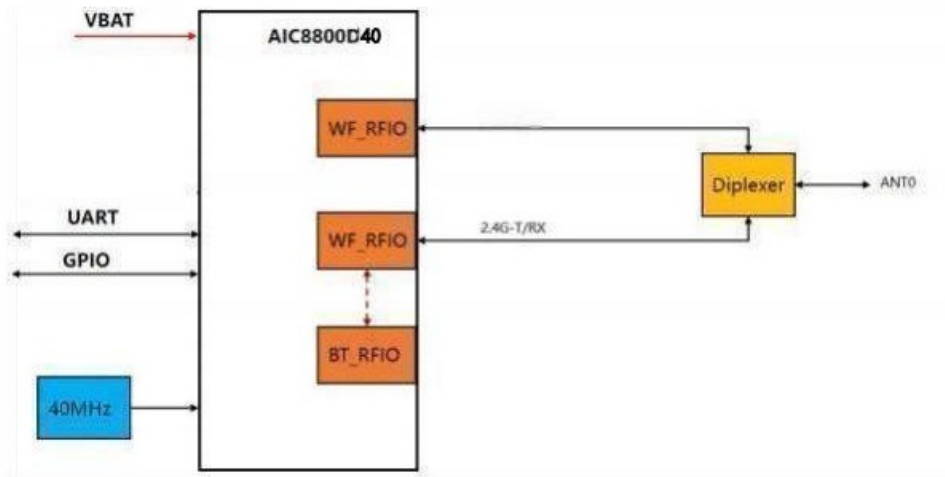 VBAT
AIC8800D40
WF_RFIO
Diplexer
ANT0
UART
WF_RFIO
2.4G-T/RX
GPIO
BT_RFIO
40MHz